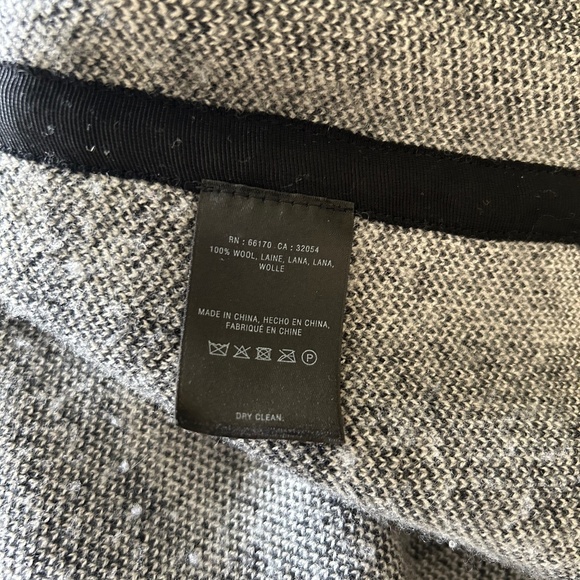 RN : 66170 CA : 32054
100% WOOL, LAINE, LANA, LANA,
WOLLE
MADE IN CHINA, HECHO EN CHINA,
FABRIQUÉ EN CHINE
P
DRY CLEAN.